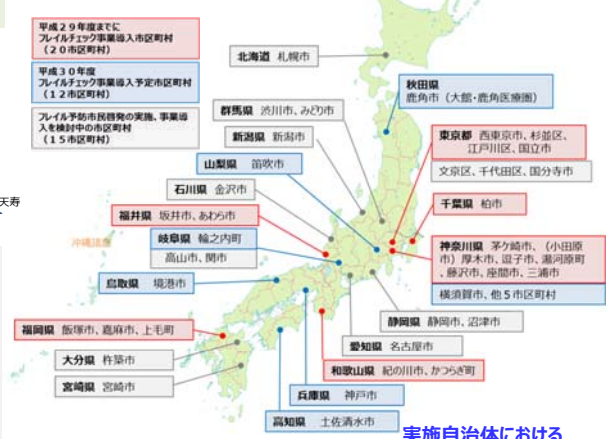 平成29年度までに
フレイルチェック事業導入市区町村
（20市区町村）
平成30年度
フレイルチェック事業導入予定市区町村
（12市区町村）
フレイル予防市民啓発の実施、事業導
入を検討中の市区町村
（15市区町村）
北海道 札幌市
秋田県
鹿角市（大館・鹿角医療圏）
群馬県 渋川市、みどり市
新潟県 新潟市
東京都 西東京市、杉並区、
江戸川区、国立市
文京区、千代田区、国分寺市
山梨県 笛吹市
石川県 金沢市
天寿
千葉県 柏市
福井県 坂井市、あわら市
岐阜県 輪之内町
高山市、関市
沖縄諸島
神奈川県 茅ケ崎市、（小田原
市）厚木市、逗子市、湯河原町
、藤沢市、座間市、三浦市
横須賀市、他５市区町村
鳥取県 境港市
静岡県 静岡市、沼津市
福岡県 飯塚市、嘉麻市、上毛町
愛知県 名古屋市
大分県 杵築市
和歌山県 紀の川市、かつらぎ町
宮崎県 宮崎市
兵庫県 神戸市
高知県 土佐清水市
実施自治体における